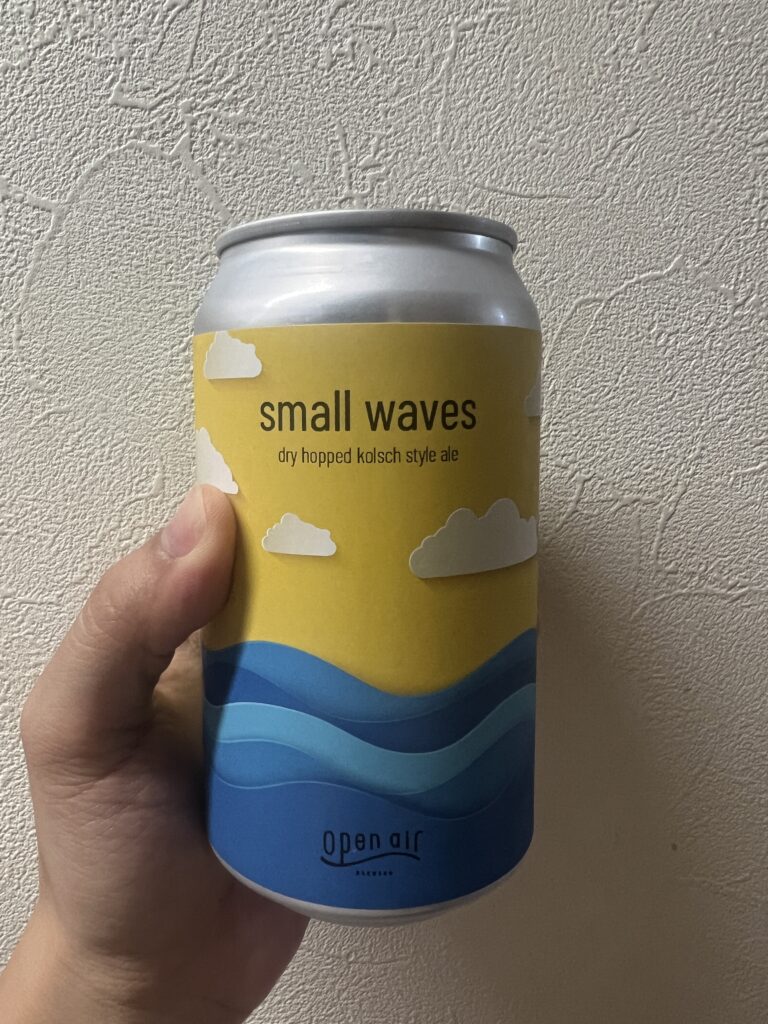 small waves
dry hopped kolsch style ale
open air